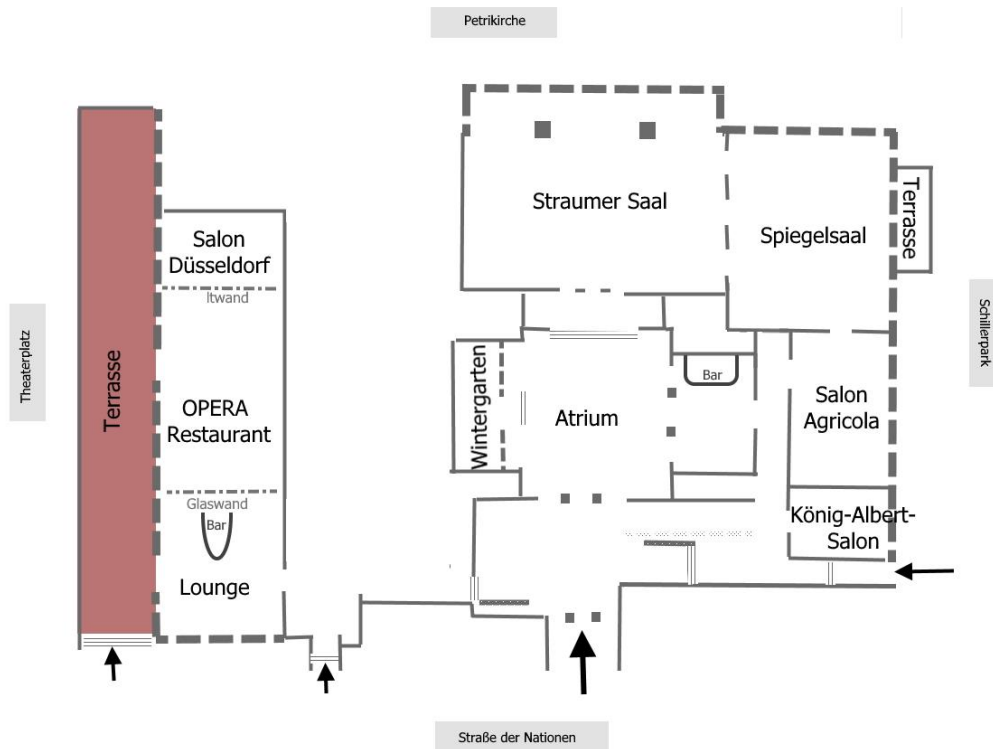 Petrikirche
Straumer Saal
Spiegelsaal
Terrasse
Salon
Düsseldorf
ltwand
Theaterplatz
Schillerpark
Terrasse
OPERA
Restaurant
Wintergarten
Atrium
Bar
Salon
Agricola
Glaswand
Bar
König-Albert-
Salon
Lounge
Straße der Nationen